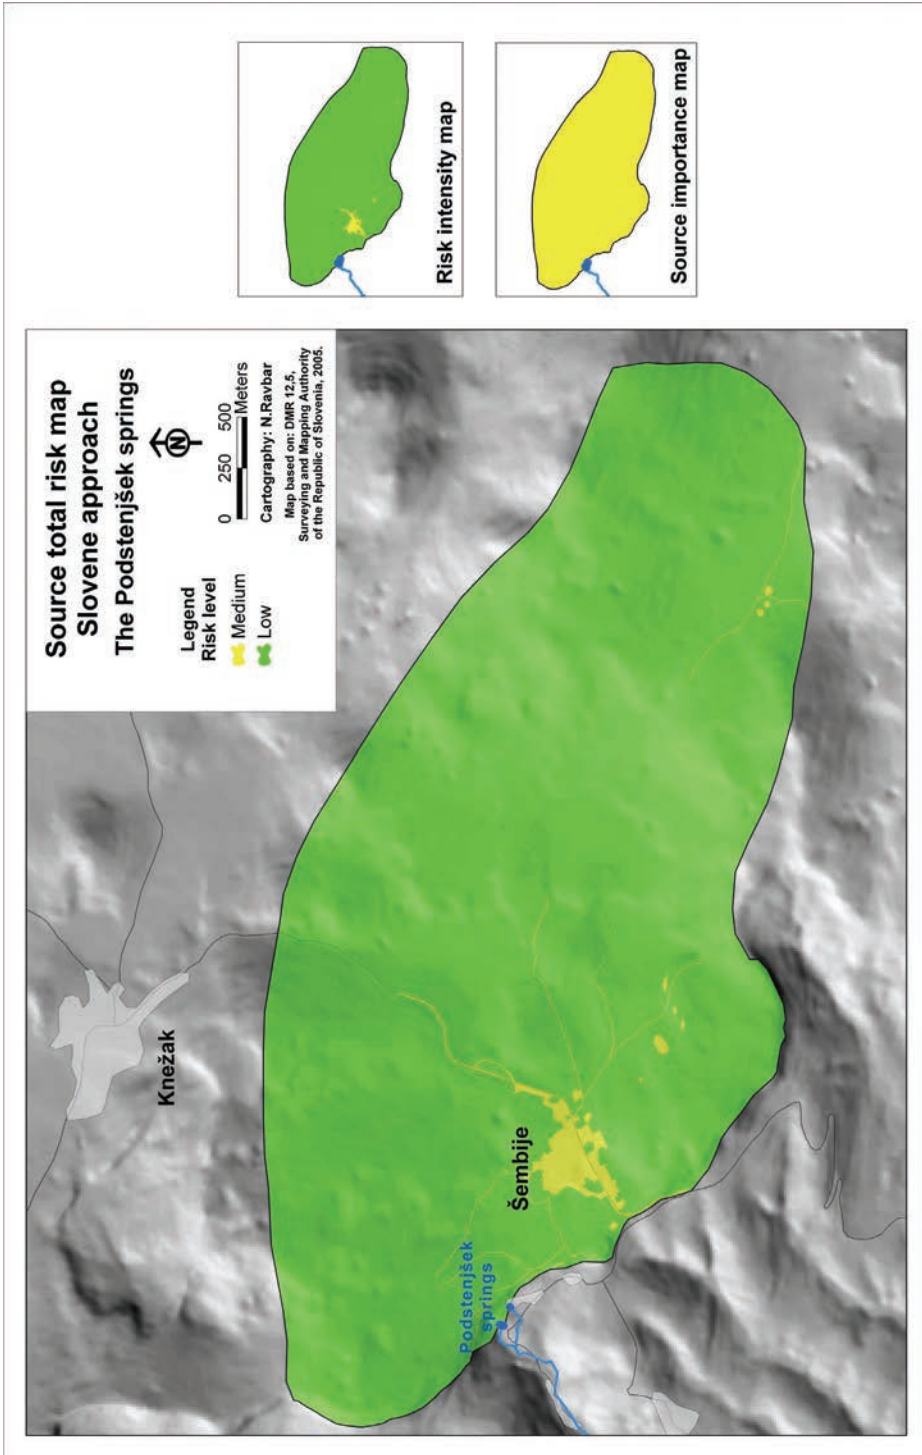 Source total risk map
Slovene approach
The Podstenjšek springs
N
0 250 500
Meters
Cartography: N.Ravbar
Map based on: DMR 12,5,
Surveying and Mapping Authority
of the Republic of Slovenia, 2005.
Legend
Risk level
Medium
Low
Knežak
Šembije
Podstenjšek
springs
Risk intensity map
Source importance map